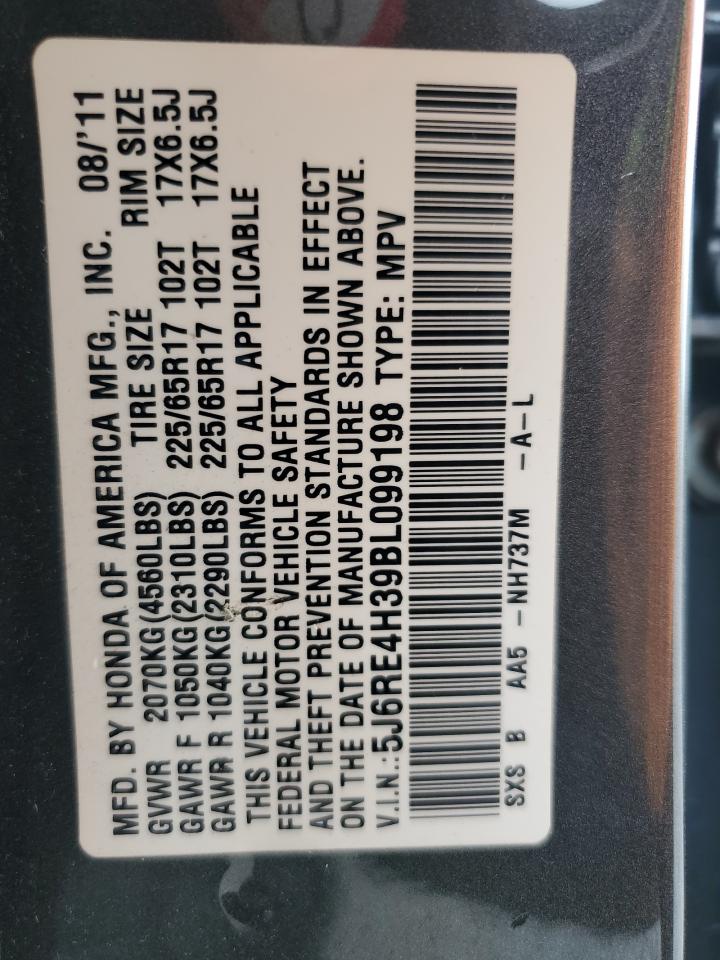 MFD. BY HONDA OF AMERICA MFG., INC. 08/'11
GVWR 2070KG(4560LBS) TIRE SIZE RIM SIZE
GAWR F 1050KG(2310LBS) 225/65R17 102T 17X6.5J
GAWR R 1040KG(2290LBS) 225/65R17 102T 17X6.5J
THIS VEHICLE CONFORMS TO ALL APPLICABLE
FEDERAL MOTOR VEHICLE SAFETY
AND THEFT PREVENTION STANDARDS IN EFFECT
ON THE DATE OF MANUFACTURE SHOWN ABOVE.
V.I.N.:5J6RE4H39BL099198 TYPE: MPV
SXS B AA5 -NH737M -A-L